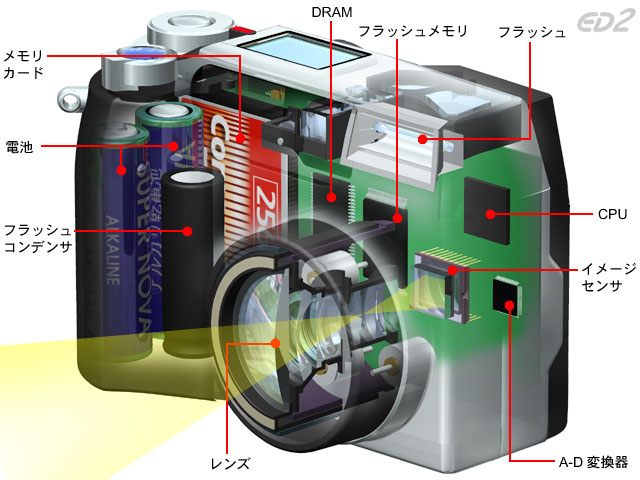 DRAM
フラッシュメモリ
フラッシュ
ED2
メモリ
カード
電池
フラッシュ
コンデンサ
CPU
イメージ
センサ
レンズ
A-D 変換器
SUPER NOVA
ALKALINE